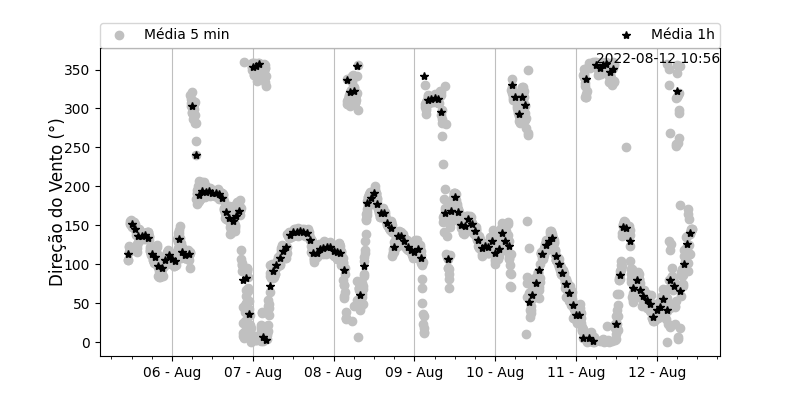 Média 5 min
Média 1h
2022-08-12 10:56
Direção do Vento (°)
350
300
250
200
150
100
50
0
06 - Aug
07 - Aug
08 - Aug
09 - Aug
10 - Aug
11 - Aug
12 - Aug